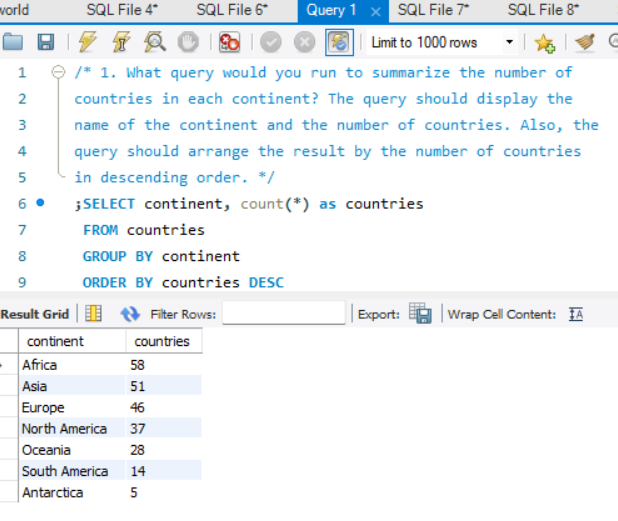 world SQL File 4* SQL File 6* Query 1 × SQL File 7* SQL File 8*
Limit to 1000 rows
1 /* 1. What query would you run to summarize the number of
2 countries in each continent? The query should display the
3 name of the continent and the number of countries. Also, the
4 query should arrange the result by the number of countries
5 in descending order. */
6 ;SELECT continent, count(*) as countries
7 FROM countries
8 GROUP BY continent
9 ORDER BY countries DESC
Result Grid Filter Rows: Export: Wrap Cell Content: IA
continent countries
Africa 58
Asia 51
Europe 46
North America 37
Oceania 28
South America 14
Antarctica 5